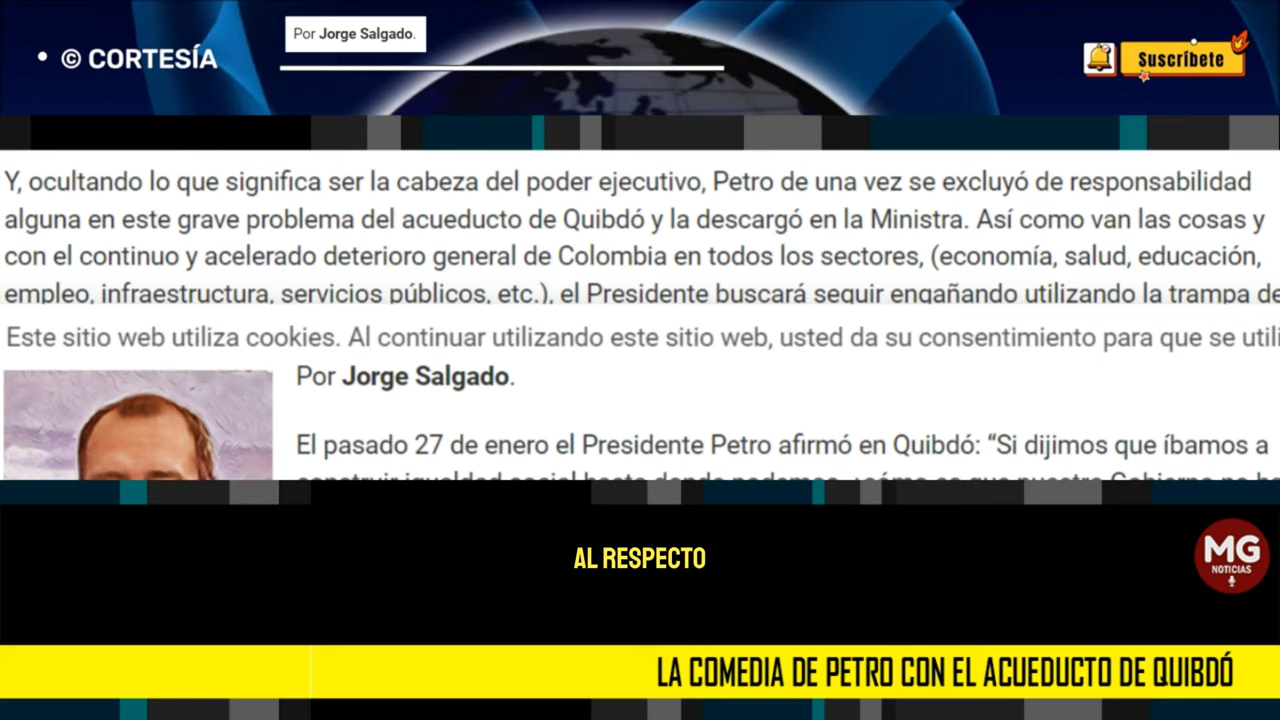 Por Jorge Salgado.
• © CORTESÍA
Suscríbete
Y, ocultando lo que significa ser la cabeza del poder ejecutivo, Petro de una vez se excluyó de responsabilidad
alguna en este grave problema del acueducto de Quibdó y la descargó en la Ministra. Así como van las cosas y
con el continuo y acelerado deterioro general de Colombia en todos los sectores, (economía, salud, educación,
empleo, infraestructura, servicios públicos, etc.), el Presidente buscará seguir engañando utilizando la trampa de
Este sitio web utiliza cookies. Al continuar utilizando este sitio web, usted da su consentimiento para que se utili
Por Jorge Salgado.
El pasado 27 de enero el Presidente Petro afirmó en Quibdó: “Si dijimos que íbamos a
AL RESPECTO
MG
NOTICIAS
LA COMEDIA DE PETRO CON EL ACUEDUCTO DE QUIBDÓ